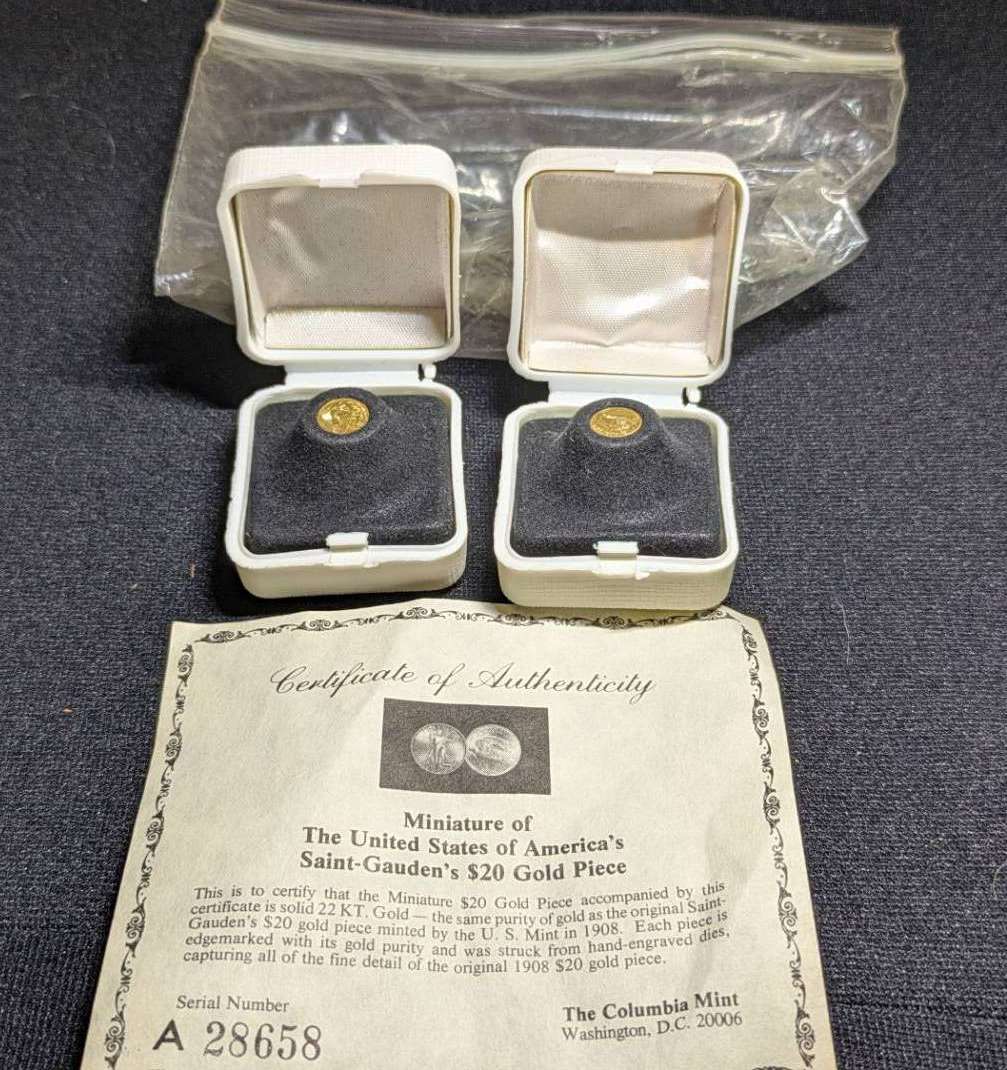 Certificate of Authenticity
Miniature of
The United States of America's
Saint-Gauden's $20 Gold Piece
This is to certify that the Miniature $20 Gold Piece accompanied by this
certificate is solid 22 KT. Gold — the same purity of gold as the original Saint-
Gauden's $20 gold piece minted by the U. S. Mint in 1908. Each piece is
edgemarked with its gold purity and was struck from hand-engraved dies,
capturing all of the fine detail of the original 1908 $20 gold piece.
Serial Number
A 28658
The Columbia Mint
Washington, D.C. 20006